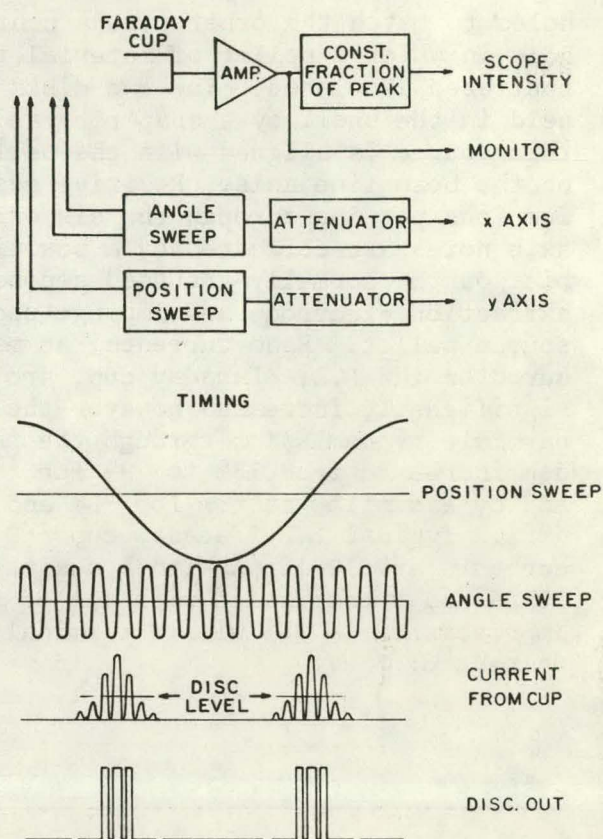 FARADAY
CUP
AMP.
CONST.
FRACTION
OF PEAK
SCOPE
INTENSITY
MONITOR
ANGLE
SWEEP
ATTENUATOR
x AXIS
POSITION
SWEEP
ATTENUATOR
y AXIS
TIMING
POSITION SWEEP
ANGLE SWEEP
DISC
LEVEL
CURRENT
FROM CUP
DISC. OUT